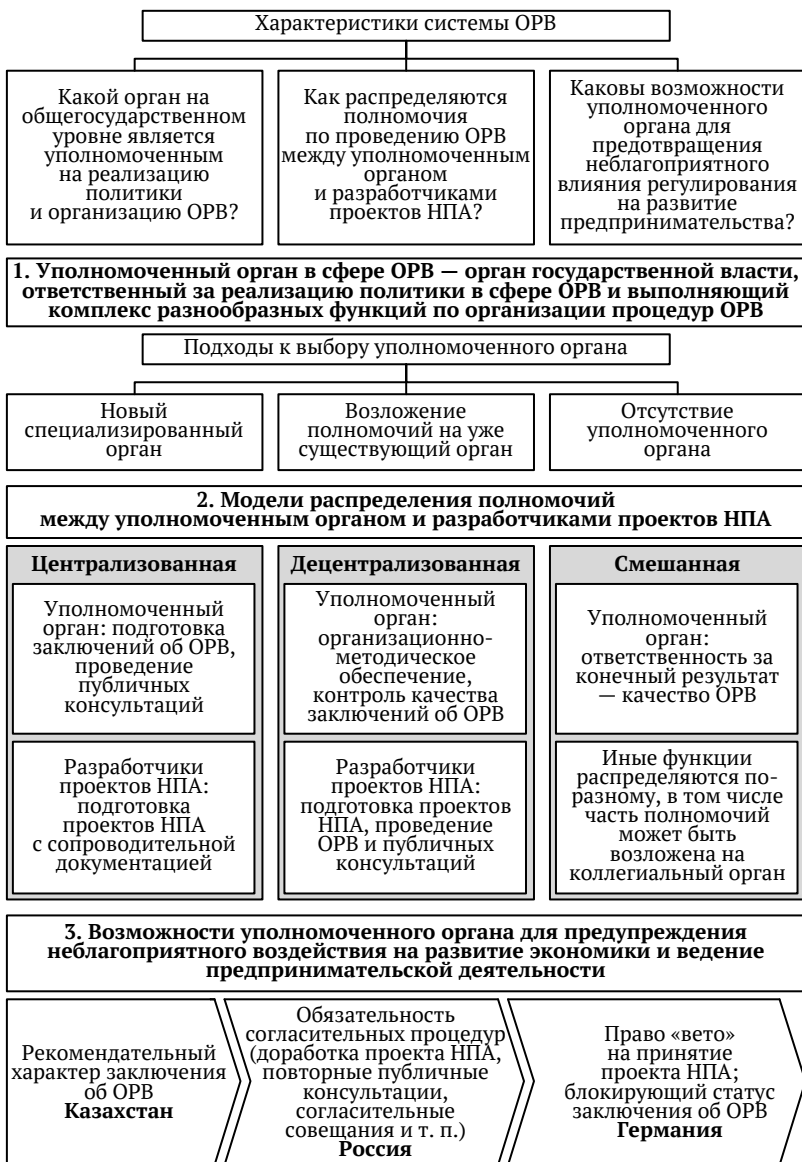 Характеристики системы ОРВ
Какой орган на
общегосударственном
уровне является
уполномоченным
на реализацию
политики
и организацию ОРВ?
Как распределяются
полномочия
по проведению ОРВ
между уполномоченным
органом
и разработчиками
проектов НПА?
Каковы возможности
уполномоченного
органа для
предотвращения
неблагоприятного
влияния регулирования
на развитие
предпринимательства?
1. Уполномоченный орган в сфере ОРВ — орган государственной власти,
ответственный за реализацию политики в сфере ОРВ и выполняющий
комплекс разнообразных функций по организации процедур ОРВ
Подходы к выбору уполномоченного органа
Новый
специализированный
орган
Возложение
полномочий на уже
существующий орган
Отсутствие
уполномоченного
органа
2. Модели распределения полномочий
между уполномоченным органом и разработчиками проектов НПА
Централизованная
Уполномоченный
орган: подготовка
заключений об ОРВ,
проведение
публичных
консультаций
Разработчики
проектов НПА:
подготовка
проектов НПА
с сопроводительной
документацией
Децентрализованная
Уполномоченный
орган:
организационно-
методическое
обеспечение,
контроль качества
заключений об ОРВ
Разработчики
проектов НПА:
подготовка проектов
НПА, проведение
ОРВ и публичных
консультаций
Смешанная
Уполномоченный
орган:
ответственность за
конечный результат
— качество ОРВ
Иные функции
распределяются по-
разному, в том числе
часть полномочий
может быть
возложена на
коллегиальный орган
3. Возможности уполномоченного органа для предупреждения
неблагоприятного воздействия на развитие экономики и ведение
предпринимательской деятельности
Рекомендательный
характер заключения
об ОРВ
Казахстан
Обязательность
согласительных процедур
(доработка проекта НПА,
повторные публичные
консультации,
согласительные
совещания и т. п.)
Россия
Право «вето»
на принятие
проекта НПА;
блокирующий статус
заключения об ОРВ
Германия